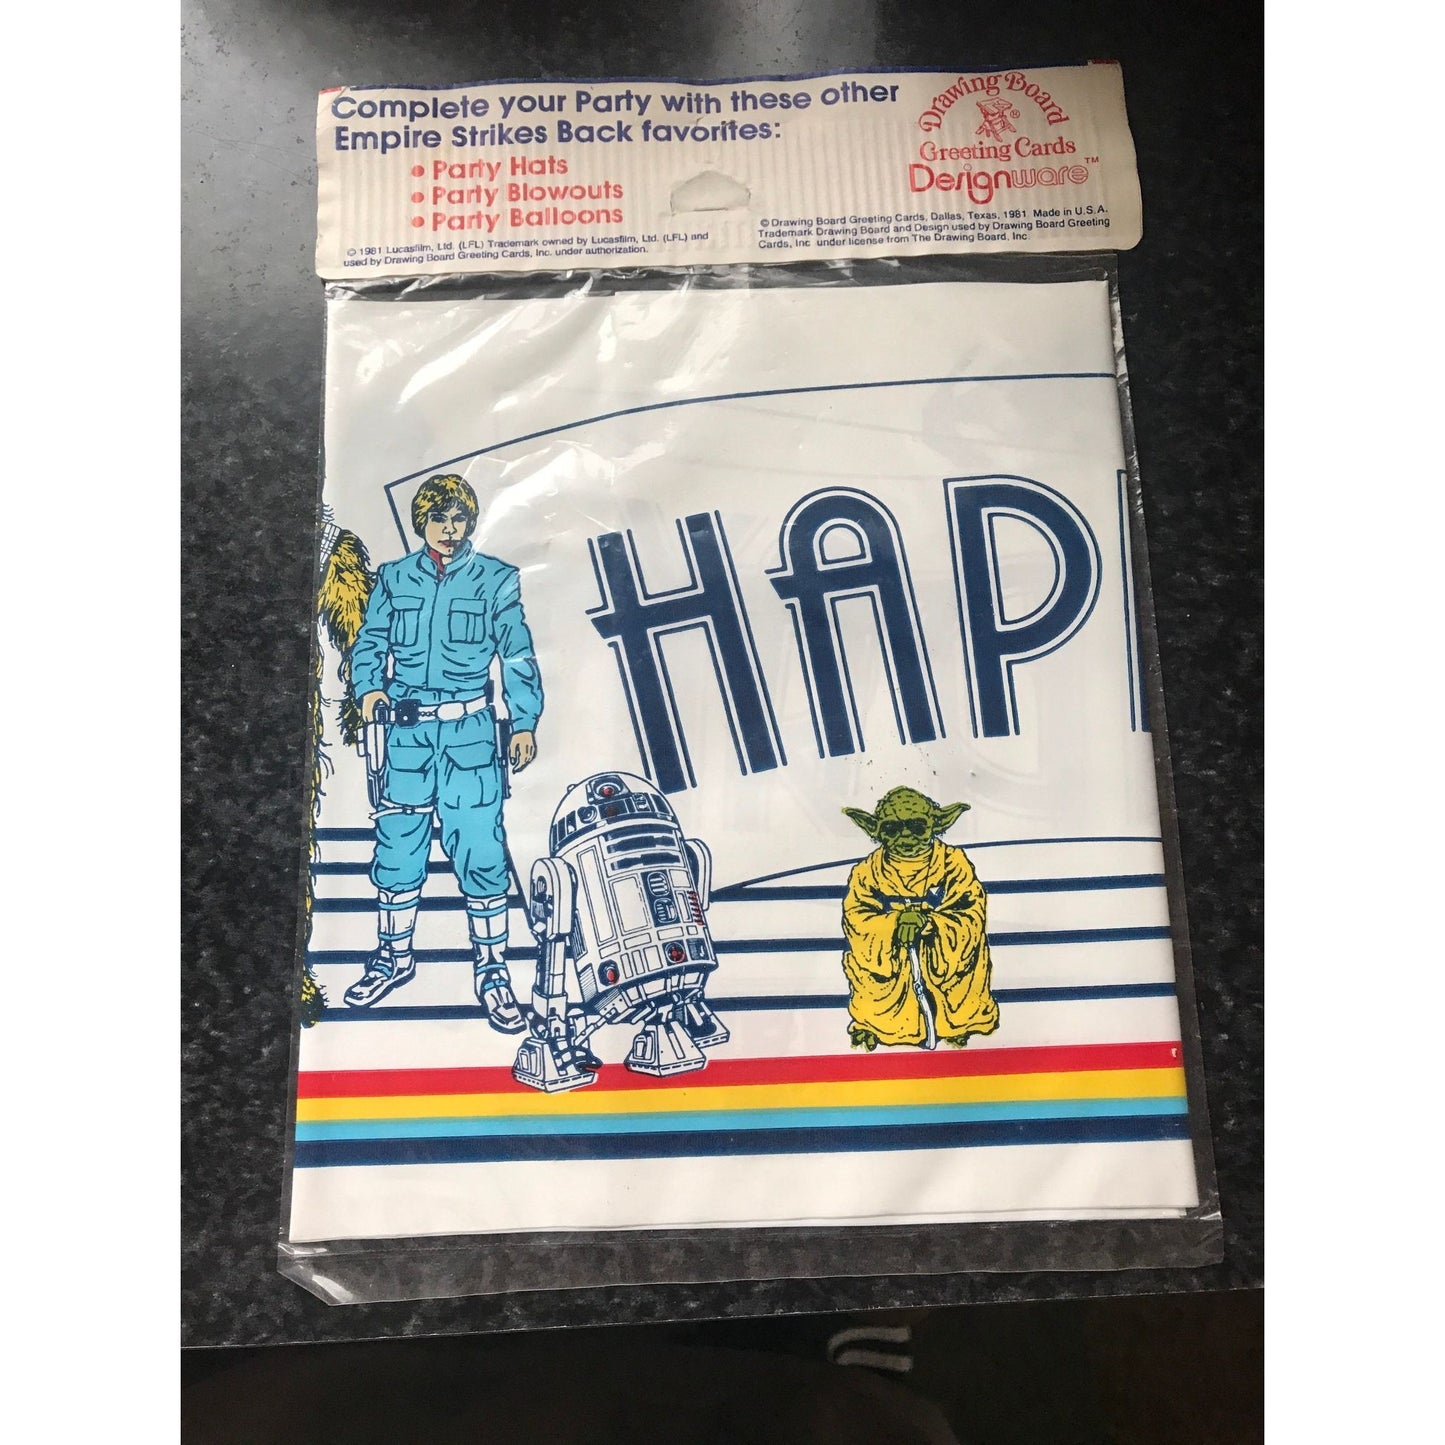 Complete your Party with these other
Empire Strikes Back favorites:
• Party Hats
• Party Blowouts
• Party Balloons
© 1981 Lucasfilm, Ltd. (LFL) Trademark owned by Lucasfilm, Ltd. (LFL) and
used by Drawing Board Greeting Cards, Inc. under authorization.
Drawing Board
®
Greeting Cards
Designware™
© Drawing Board Greeting Cards, Dallas, Texas, 1981 Made in U.S.A.
Trademark Drawing Board and Design used by Drawing Board Greeting
Cards, Inc. under license from The Drawing Board, Inc.
HAP